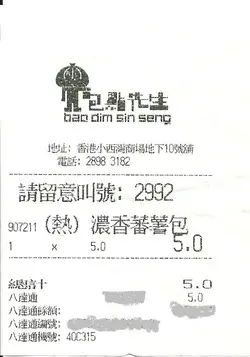 包點先生
bao dim sin seng
地址: 香港小西灣商場地下10號舖
電話: 2898 3182
請留意叫號: 2992
907211 (熱) 濃香蕃薯包
1 x 5.0 5.0
總結十 5.0
八達通 5.0
八達通餘額:
八達通編號:
八達通機號: 40C315